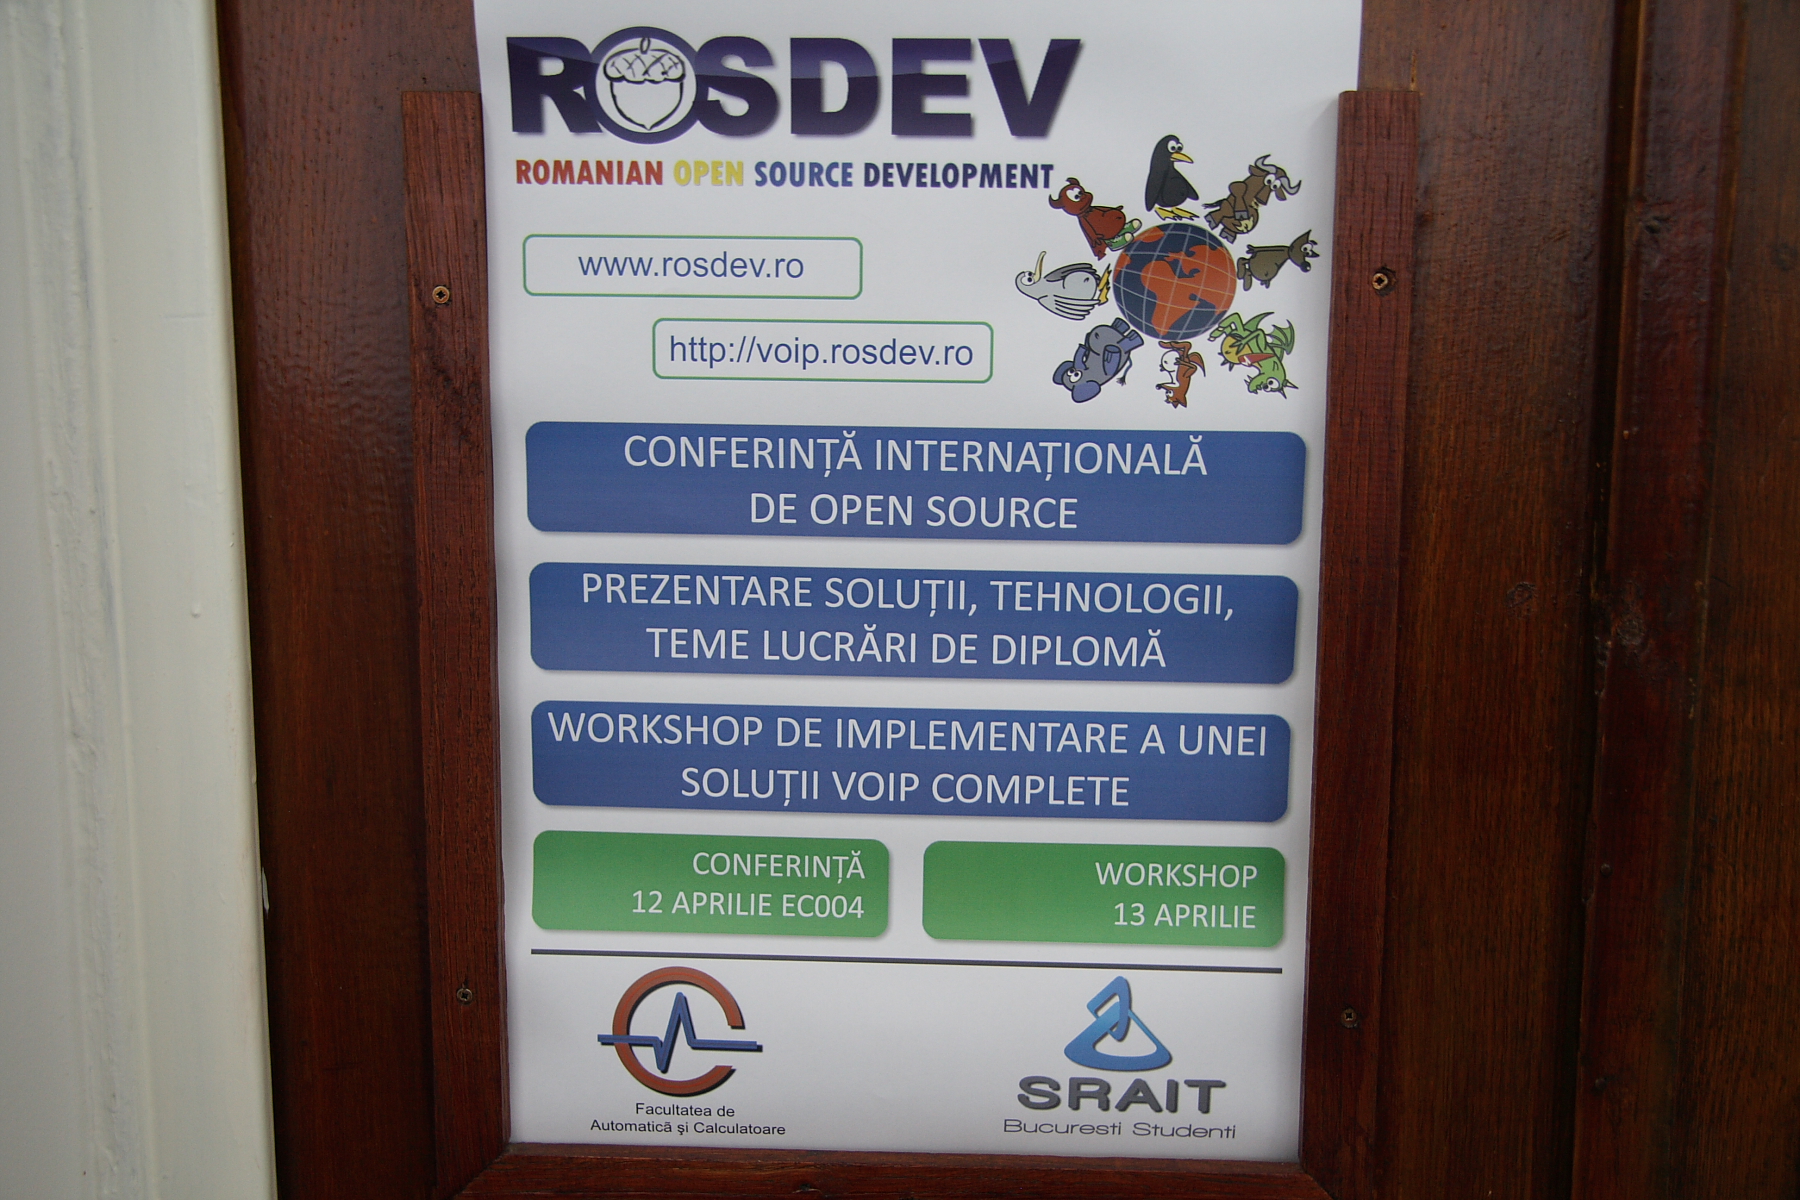 ROSDEV
ROMANIAN OPEN SOURCE DEVELOPMENT
www.rosdev.ro
http://voip.rosdev.ro
CONFERINȚĂ INTERNAȚIONALĂ
DE OPEN SOURCE
PREZENTARE SOLUȚII, TEHNOLOGII,
TEME LUCRĂRI DE DIPLOMĂ
WORKSHOP DE IMPLEMENTARE A UNEI
SOLUȚII VOIP COMPLETE
CONFERINȚĂ
12 APRILIE EC004
WORKSHOP
13 APRILIE
Facultatea de
Automatică şi Calculatoare
SRAIT
Bucuresti Studenti